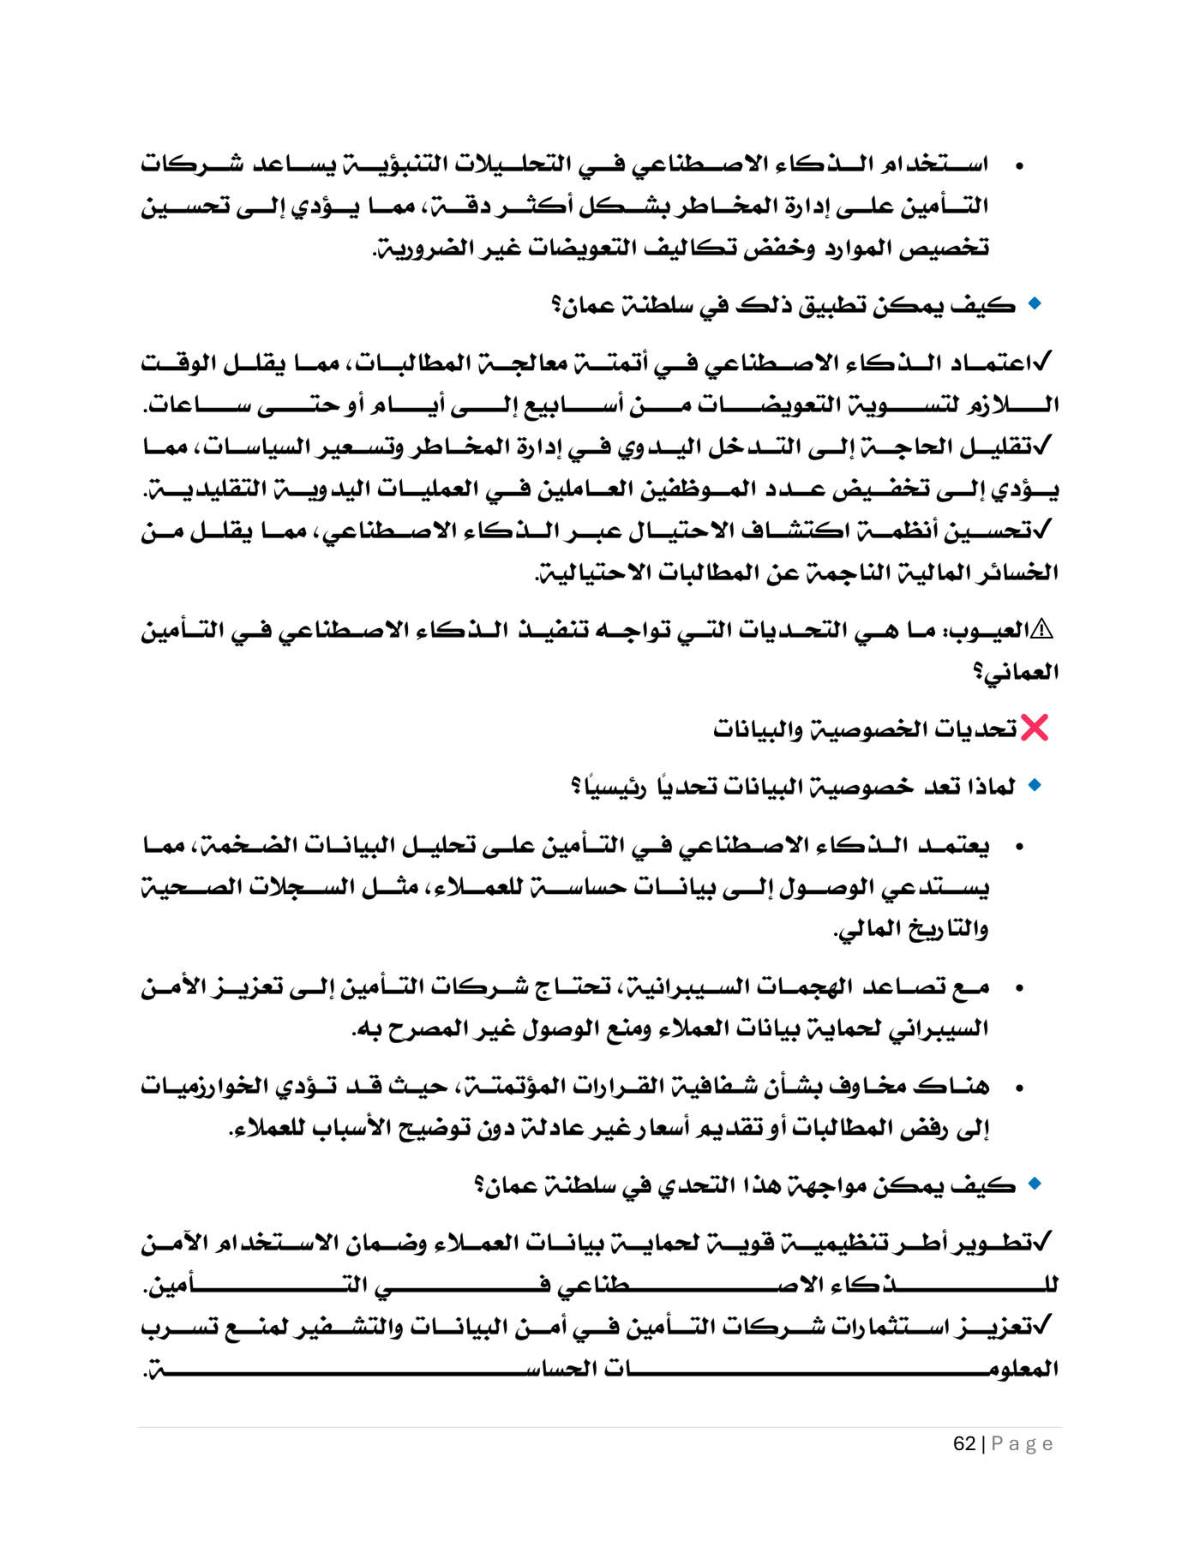 • استخدام الذكاء الاصطناعي في التحليلات التنبؤية يساعد شركات
التأمين على إدارة المخاطر بشكل أكثر دقة، مما يؤدي إلى تحسين
تخصيص الموارد وخفض تكاليف التعويضات غير الضرورية.
🔹 كيف يمكن تطبيق ذلك في سلطنة عمان؟
✓اعتماد الذكاء الاصطناعي في أتمتة معالجة المطالبات، مما يقلل الوقت
اللازم لتسوية التعويضات من أسابيع إلى أيام أو حتى ساعات.
✓تقليل الحاجة إلى التدخل اليدوي في إدارة المخاطر وتسعير السياسات، مما
يؤدي إلى تخفيض عدد الموظفين العاملين في العمليات اليدوية التقليدية.
✓تحسين أنظمة اكتشاف الاحتيال عبر الذكاء الاصطناعي، مما يقلل من
الخسائر المالية الناجمة عن المطالبات الاحتيالية.
⚠العيوب: ما هي التحديات التي تواجه تنفيذ الذكاء الاصطناعي في التأمين
العماني؟
❌تحديات الخصوصية والبيانات
🔹 لماذا تعد خصوصية البيانات تحديًا رئيسيًا؟
• يعتمد الذكاء الاصطناعي في التأمين على تحليل البيانات الضخمة، مما
يستدعي الوصول إلى بيانات حساسة للعملاء، مثل السجلات الصحية
والتاريخ المالي.
• مع تصاعد الهجمات السيبرانية، تحتاج شركات التأمين إلى تعزيز الأمن
السيبراني لحماية بيانات العملاء ومنع الوصول غير المصرح به.
• هناك مخاوف بشأن شفافية القرارات المؤتمتة، حيث قد تؤدي الخوارزميات
إلى رفض المطالبات أو تقديم أسعار غير عادلة دون توضيح الأسباب للعملاء.
🔹 كيف يمكن مواجهة هذا التحدي في سلطنة عمان؟
✓تطوير أطر تنظيمية قوية لحماية بيانات العملاء وضمان الاستخدام الآمن
للذكاء الاصطناعي في التأمين.
✓تعزيز استثمارات شركات التأمين في أمن البيانات والتشفير لمنع تسرب
المعلومات الحساسة.
62 | Page